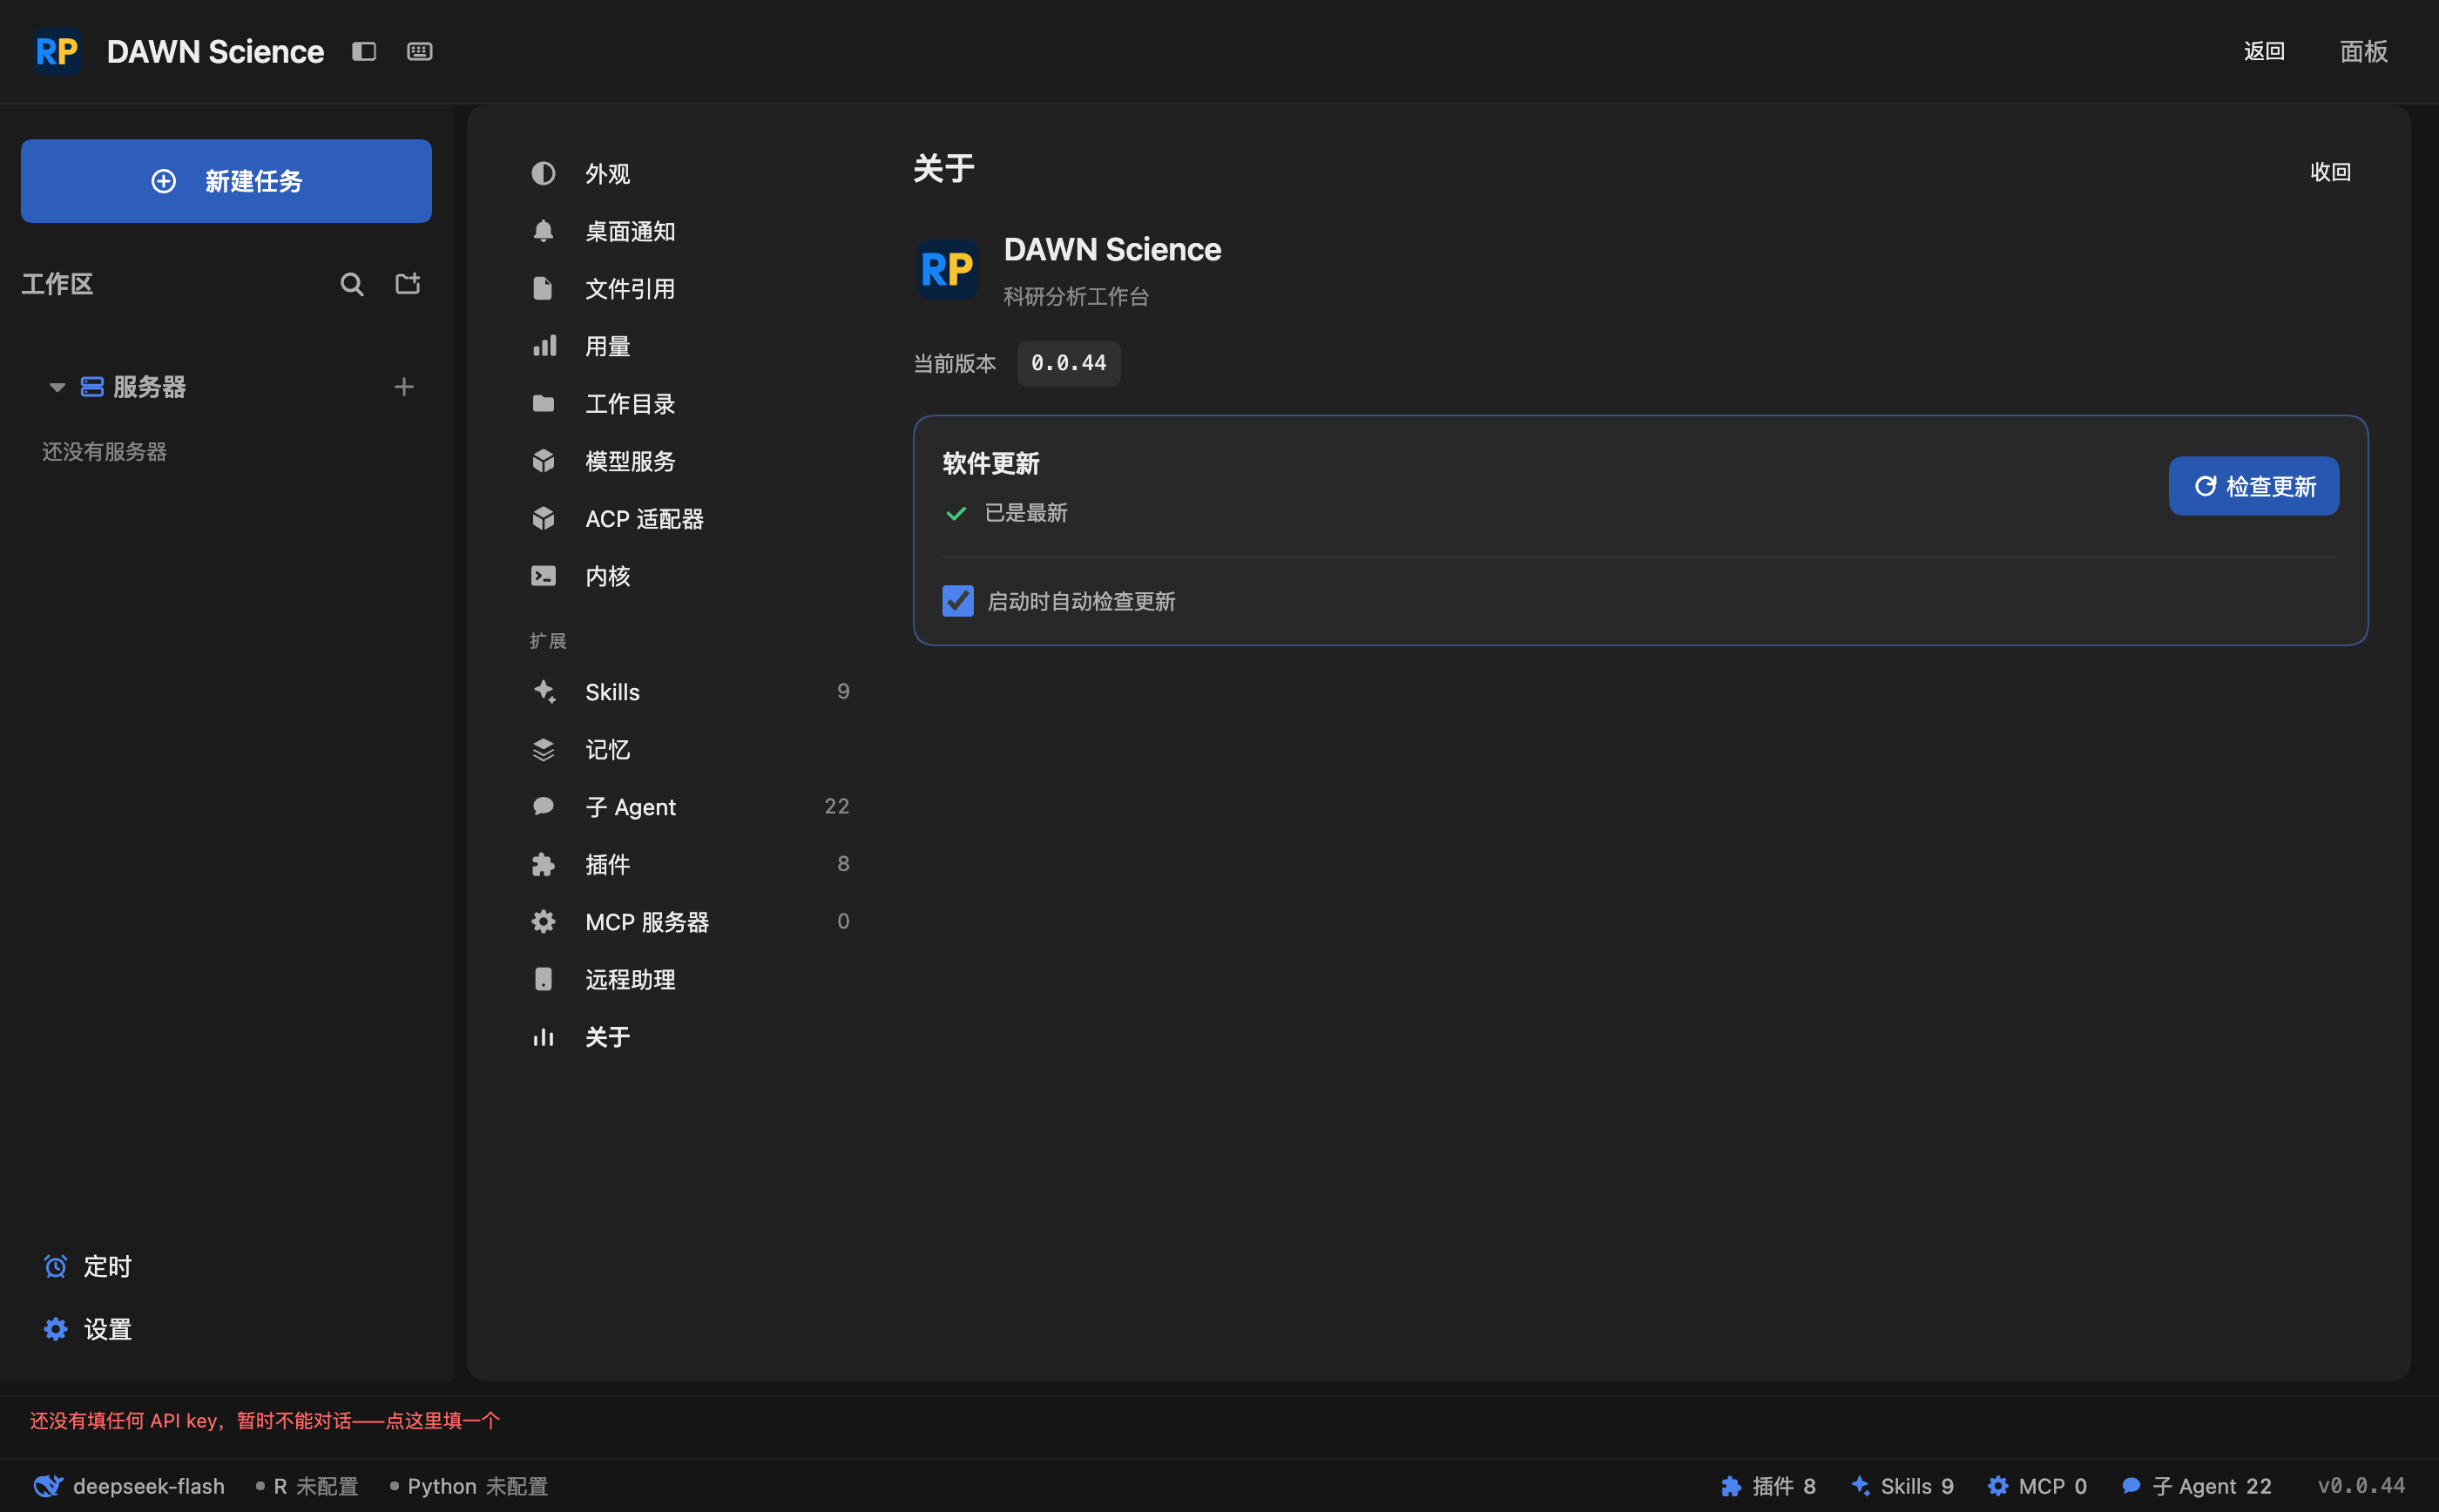 RP DAWN Science
返回
面板
新建任务
工作区
服务器
还没有服务器
定时
设置
外观
桌面通知
文件引用
用量
工作目录
模型服务
ACP 适配器
内核
扩展
Skills 9
记忆
子 Agent 22
插件 8
MCP 服务器 0
远程助理
关于
关于
收回
RP
DAWN Science
科研分析工作台
当前版本 0.0.44
软件更新
已是最新
检查更新
启动时自动检查更新
还没有填任何 API key，暂时不能对话——点这里填一个
deepseek-flash R 未配置 Python 未配置 插件 8 Skills 9 MCP 0 子 Agent 22 v0.0.44